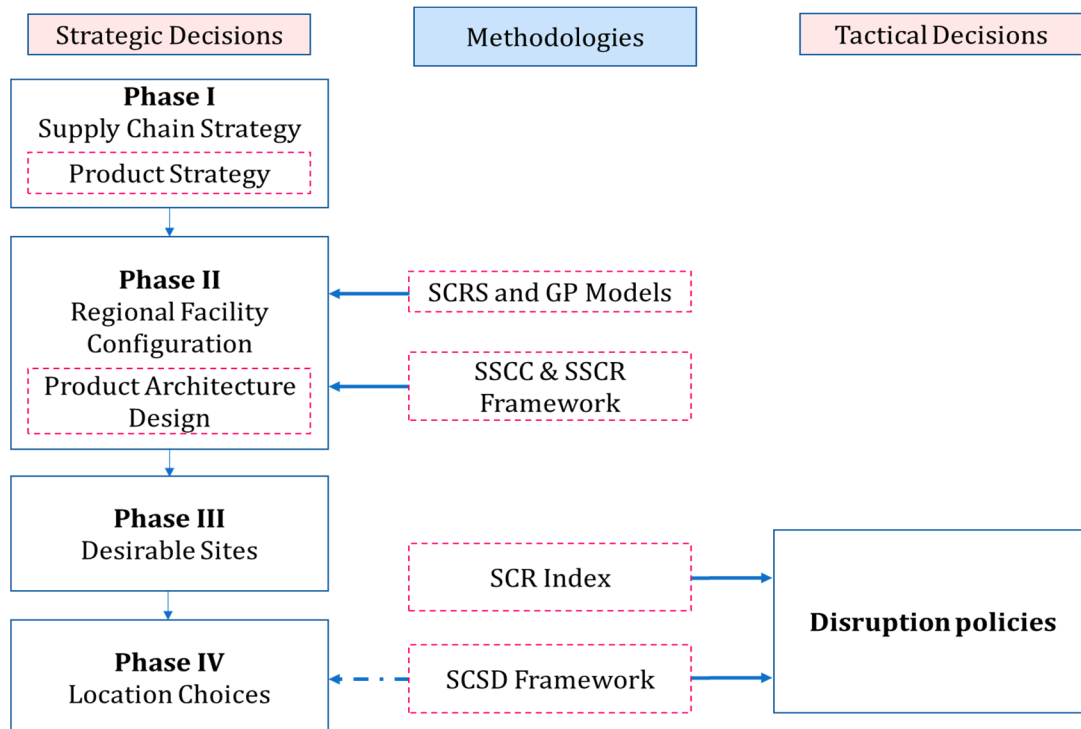 Strategic Decisions
Methodologies
Tactical Decisions
Phase I
Supply Chain Strategy
Product Strategy
Phase II
Regional Facility
Configuration
Product Architecture
Design
SCRS and GP Models
SSCC & SSCR
Framework
Phase III
Desirable Sites
SCR Index
Disruption policies
Phase IV
Location Choices
SCSD Framework